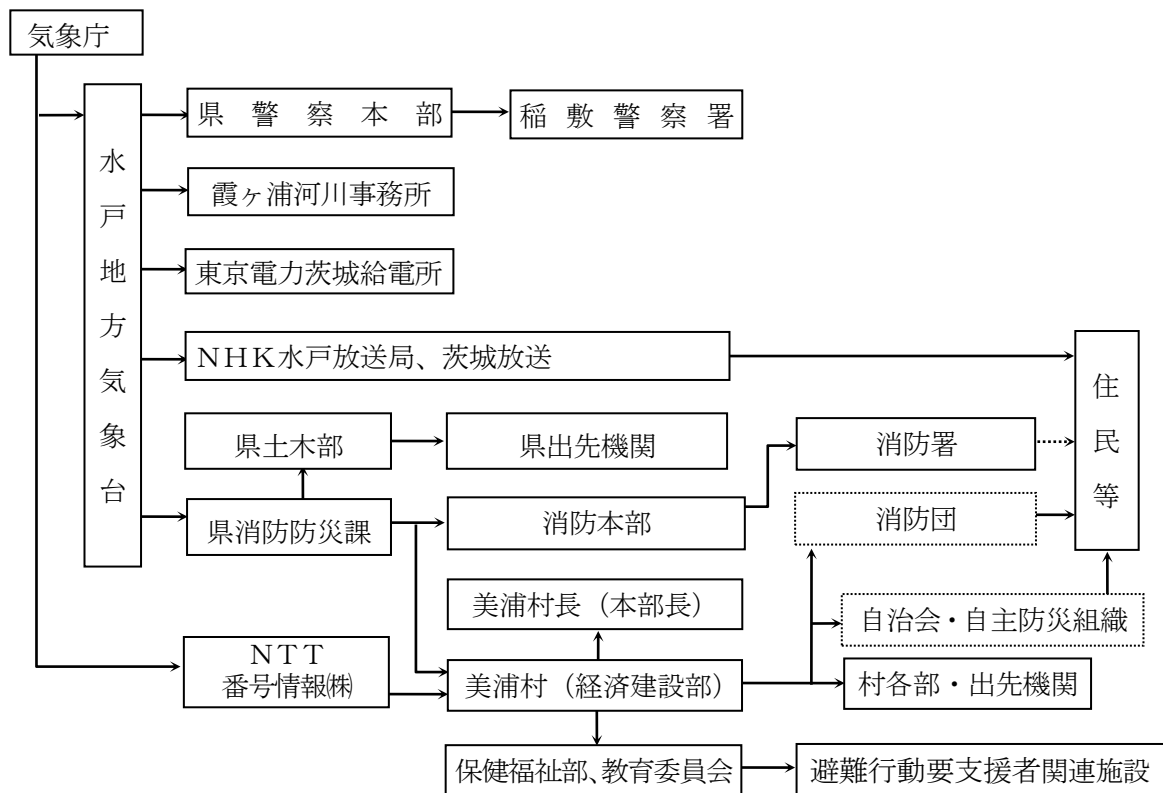 気象庁
水戸地方気象台
県警察本部
稲敷警察署
霞ヶ浦河川事務所
東京電力茨城給電所
ＮＨＫ水戸放送局、茨城放送
住民等
県土木部
県出先機関
消防署
県消防防災課
消防本部
消防団
美浦村長（本部長）
自治会・自主防災組織
ＮＴＴ
番号情報㈱
美浦村（経済建設部）
村各部・出先機関
保健福祉部、教育委員会
避難行動要支援者関連施設